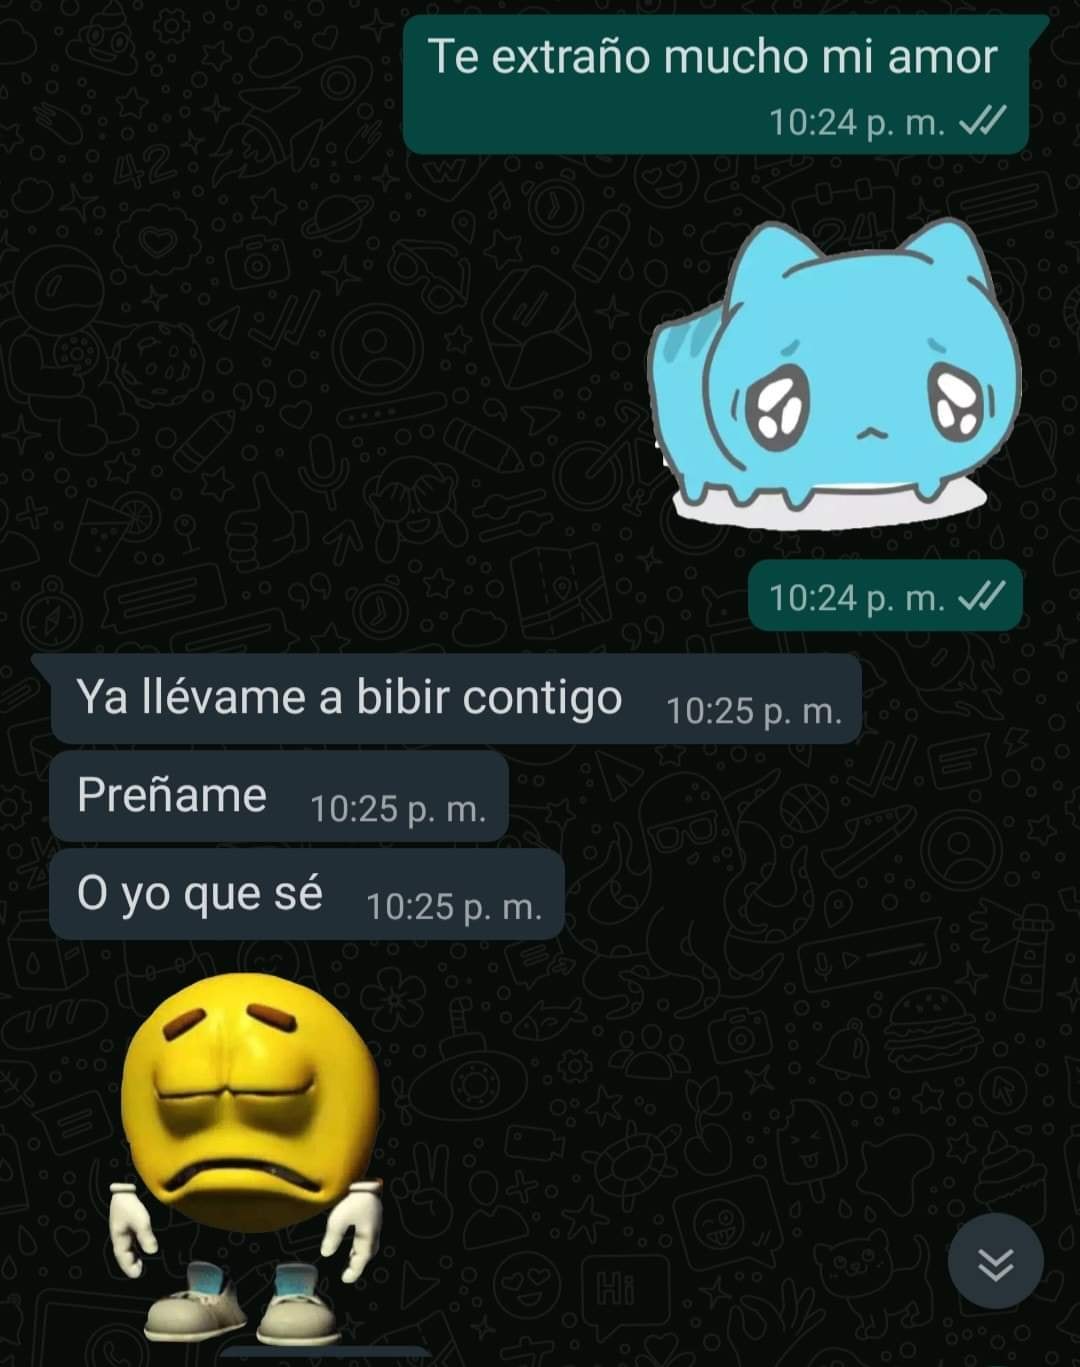 Te extraño mucho mi amor
10:24 p. m.
10:24 p. m.
Ya llévame a bibir contigo 10:25 p. m.
Preñame 10:25 p. m.
O yo que sé 10:25 p. m.